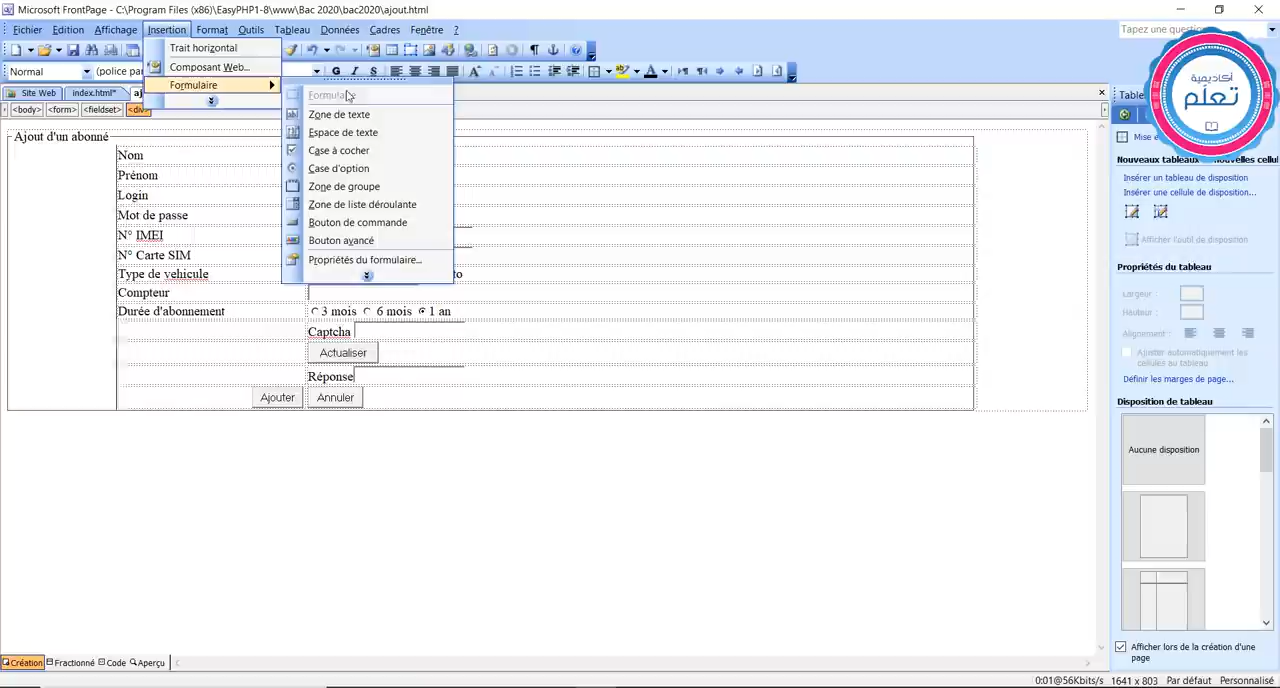 Microsoft FrontPage - C:\Program Files (x86)\EasyPHP1-8\www\Bac 2020\bac2020\ajout.html
Fichier Edition Affichage Insertion Format Outils Tableau Données Cadres Fenêtre ?
Tapez une
Normal (police
G I S
Site Web index.html*
<body> <form> <fieldset>
Trait horizontal
Composant Web...
Formulaire
Formulaire
Zone de texte
Espace de texte
Case à cocher
Case d'option
Zone de groupe
Zone de liste déroulante
Bouton de commande
Bouton avancé
Propriétés du formulaire...
Ajout d'un abonné
Nom
Prénom
Login
Mot de passe
N° IMEI
N° Carte SIM
Type de vehicule
Compteur
Durée d'abonnement 3 mois 6 mois 1 an
Captcha
Actualiser
Réponse
Ajouter Annuler
أكاديمية
تعلّم
Mise
Nouveaux tableaux
Insérer un tableau de disposition
Insérer une cellule de disposition...
Afficher l'outil de disposition
Propriétés du tableau
Largeur :
Hauteur :
Alignement :
Ajuster automatiquement les
cellules au tableau
Définir les marges de page...
Disposition de tableau
Aucune disposition
Afficher lors de la création d'une
page
Création Fractionné Code Aperçu
0:01@56Kbits/s 1641 x 803 Par défaut Personnalisé